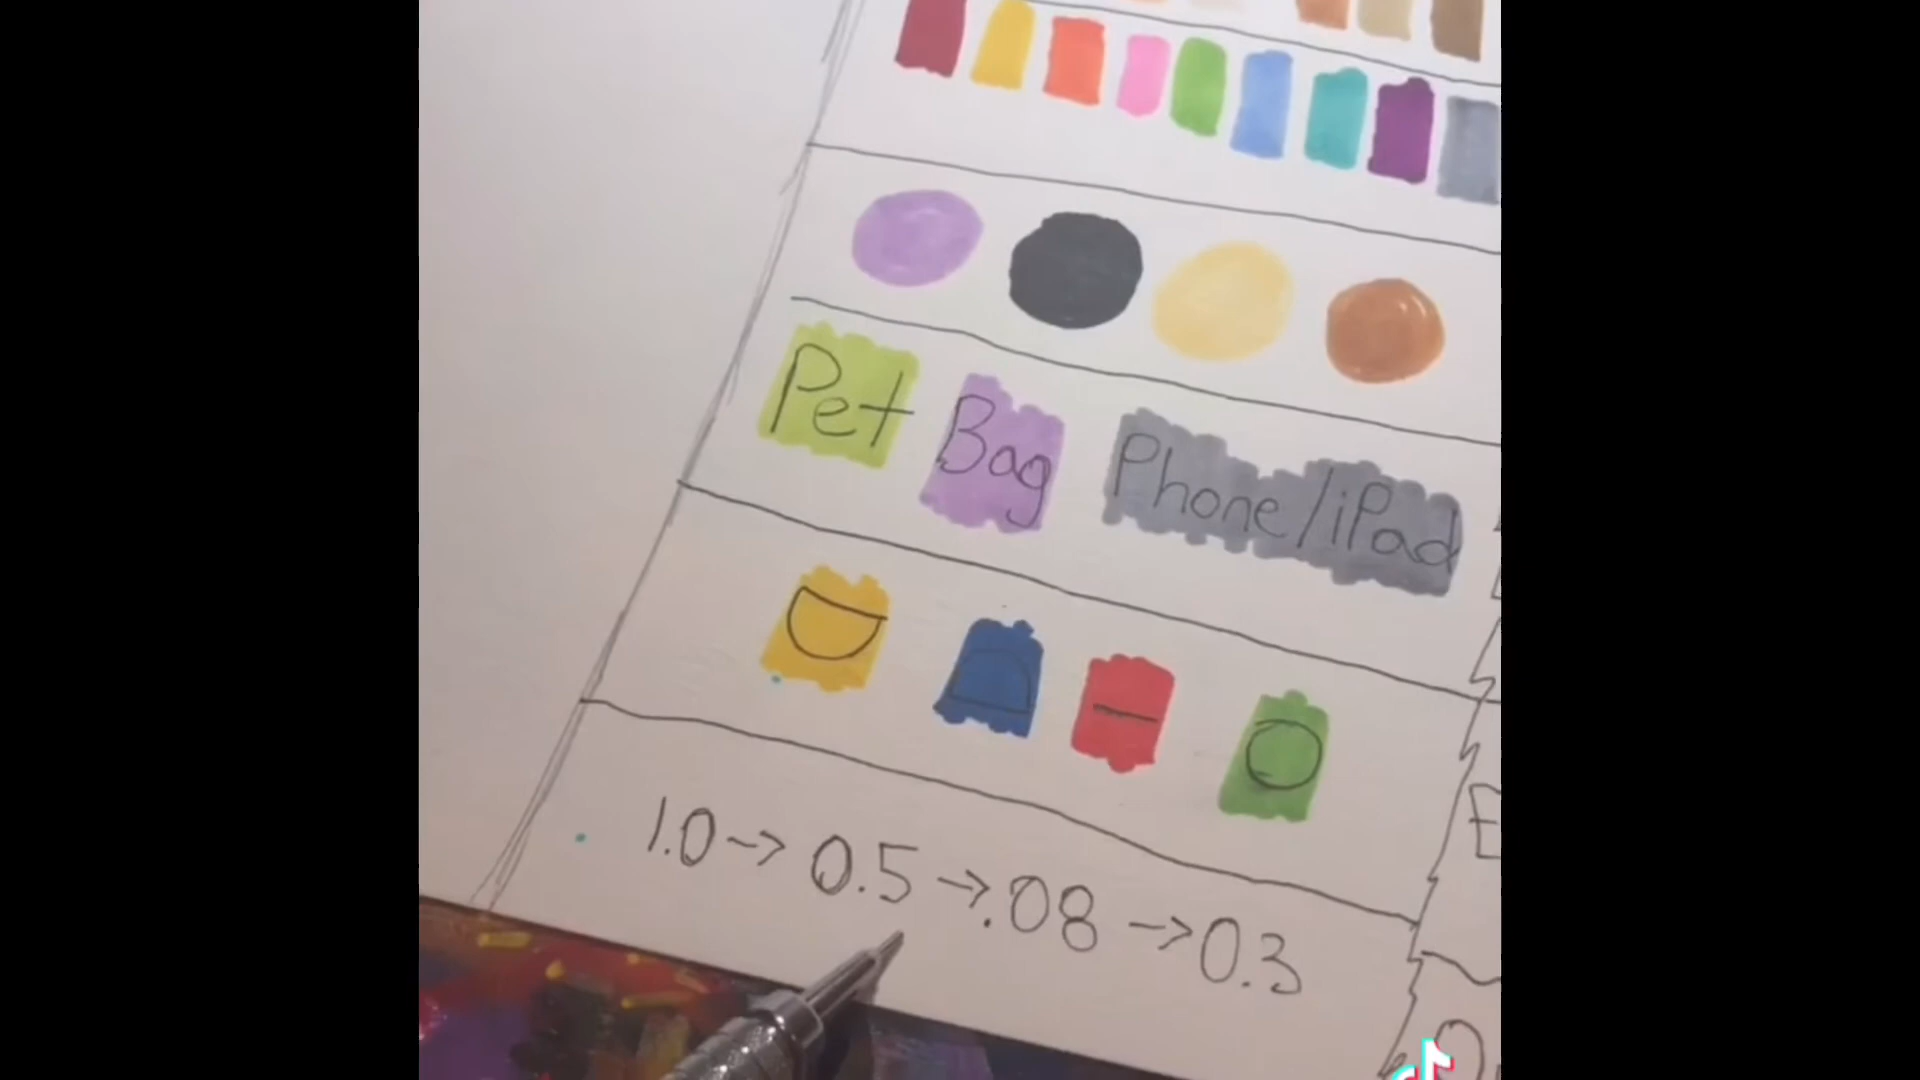 Pet Bag Phone/iPad
1.0 → 0.5 → .08 → 0.3